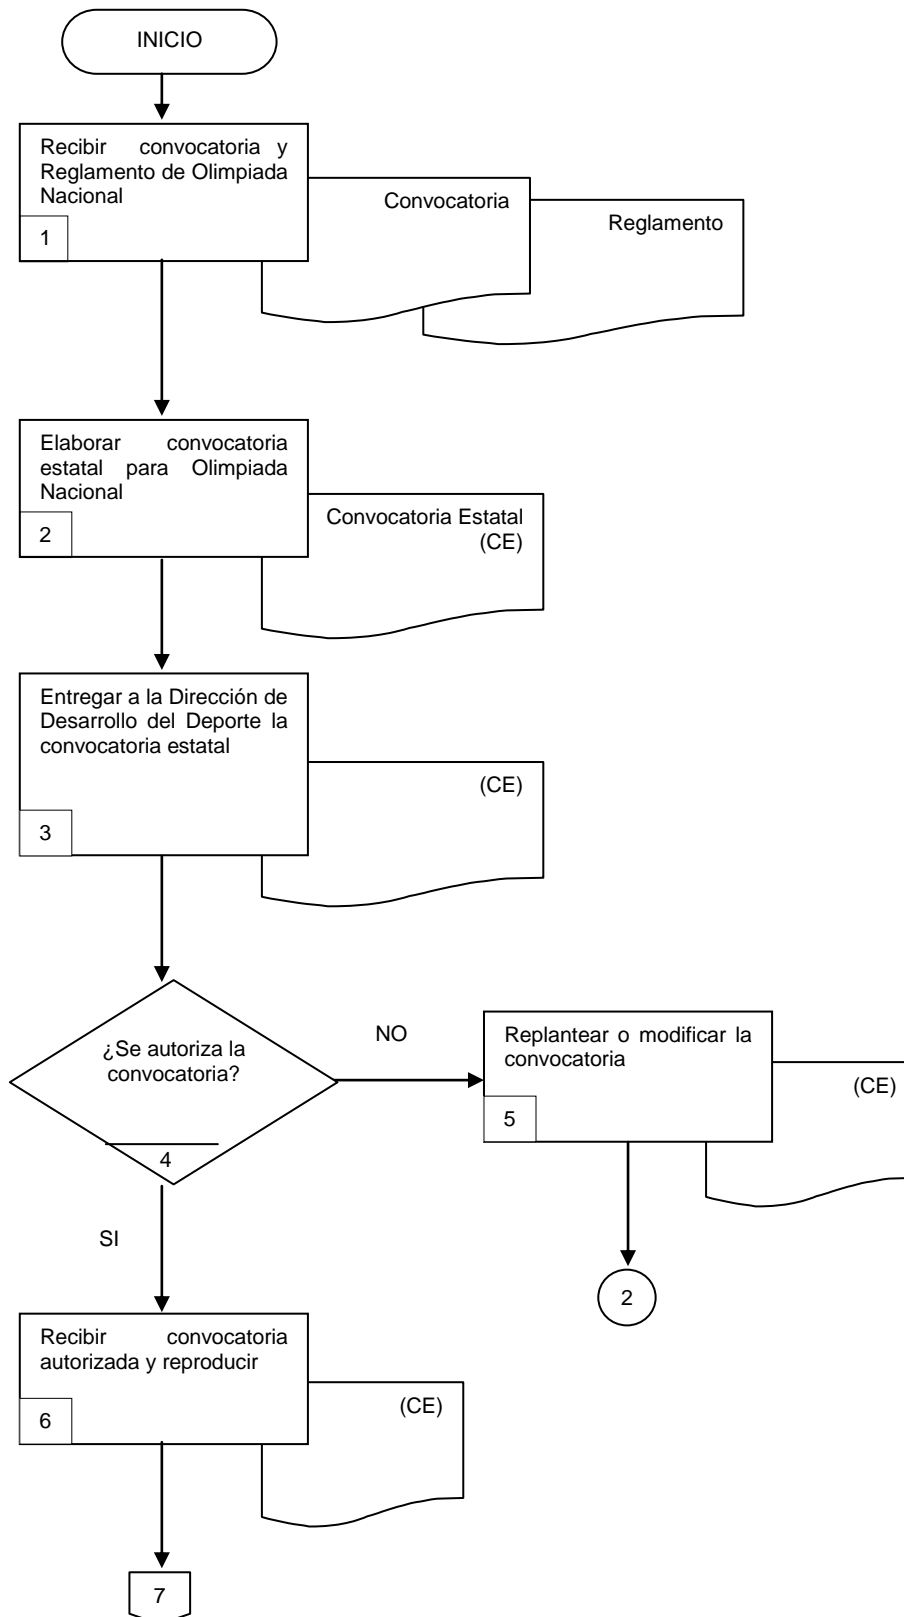 INICIO
Recibir convocatoria y
Reglamento de Olimpiada
Nacional
1
Convocatoria
Reglamento
Elaborar convocatoria
estatal para Olimpiada
Nacional
2
Convocatoria Estatal
(CE)
Entregar a la Dirección de
Desarrollo del Deporte la
convocatoria estatal
3
(CE)
¿Se autoriza la
convocatoria?
4
NO
Replantear o modificar la
convocatoria
5
(CE)
2
SI
Recibir convocatoria
autorizada y reproducir
6
(CE)
7